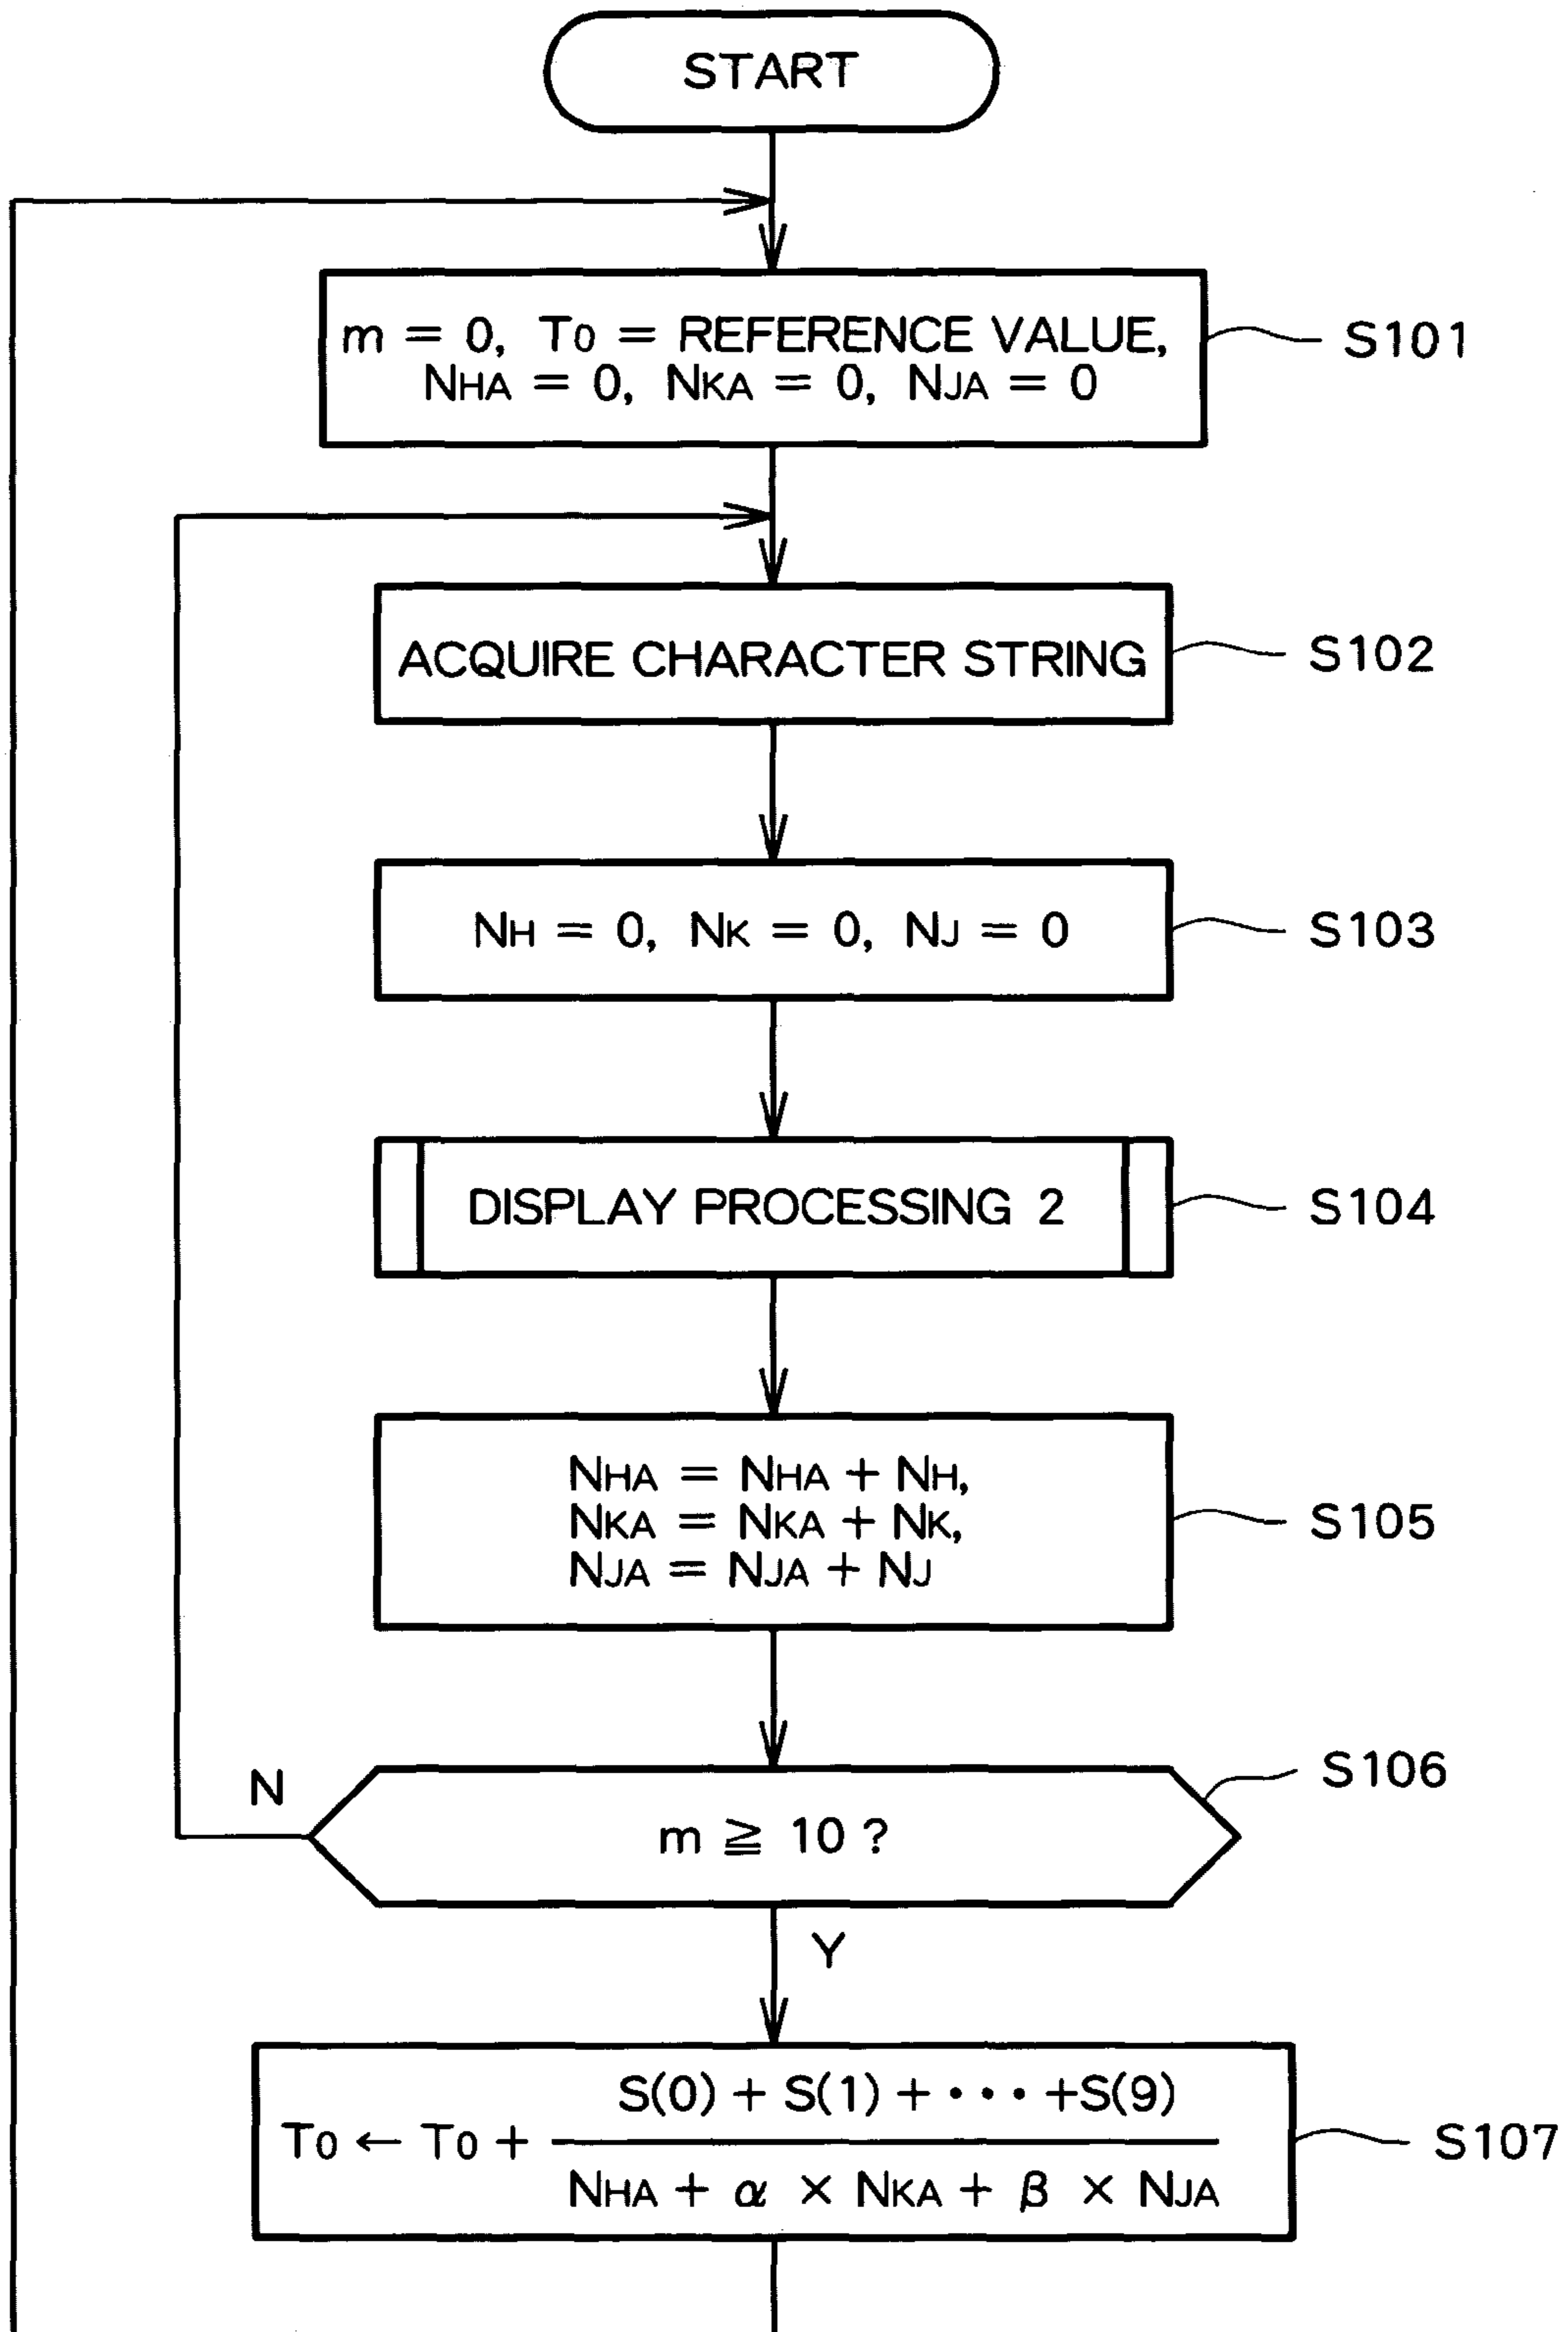 START
m = 0, T0 = REFERENCE VALUE,
NHA = 0, NKA = 0, NJA = 0
S101
ACQUIRE CHARACTER STRING
S102
NH = 0, NK = 0, NJ = 0
S103
DISPLAY PROCESSING 2
S104
NHA = NHA + NH,
NKA = NKA + NK,
NJA = NJA + NJ
S105
N
m ≧ 10 ?
S106
Y
S(0) + S(1) + ••• +S(9)
T0 ← T0 +
NHA + α × NKA + β × NJA
S107